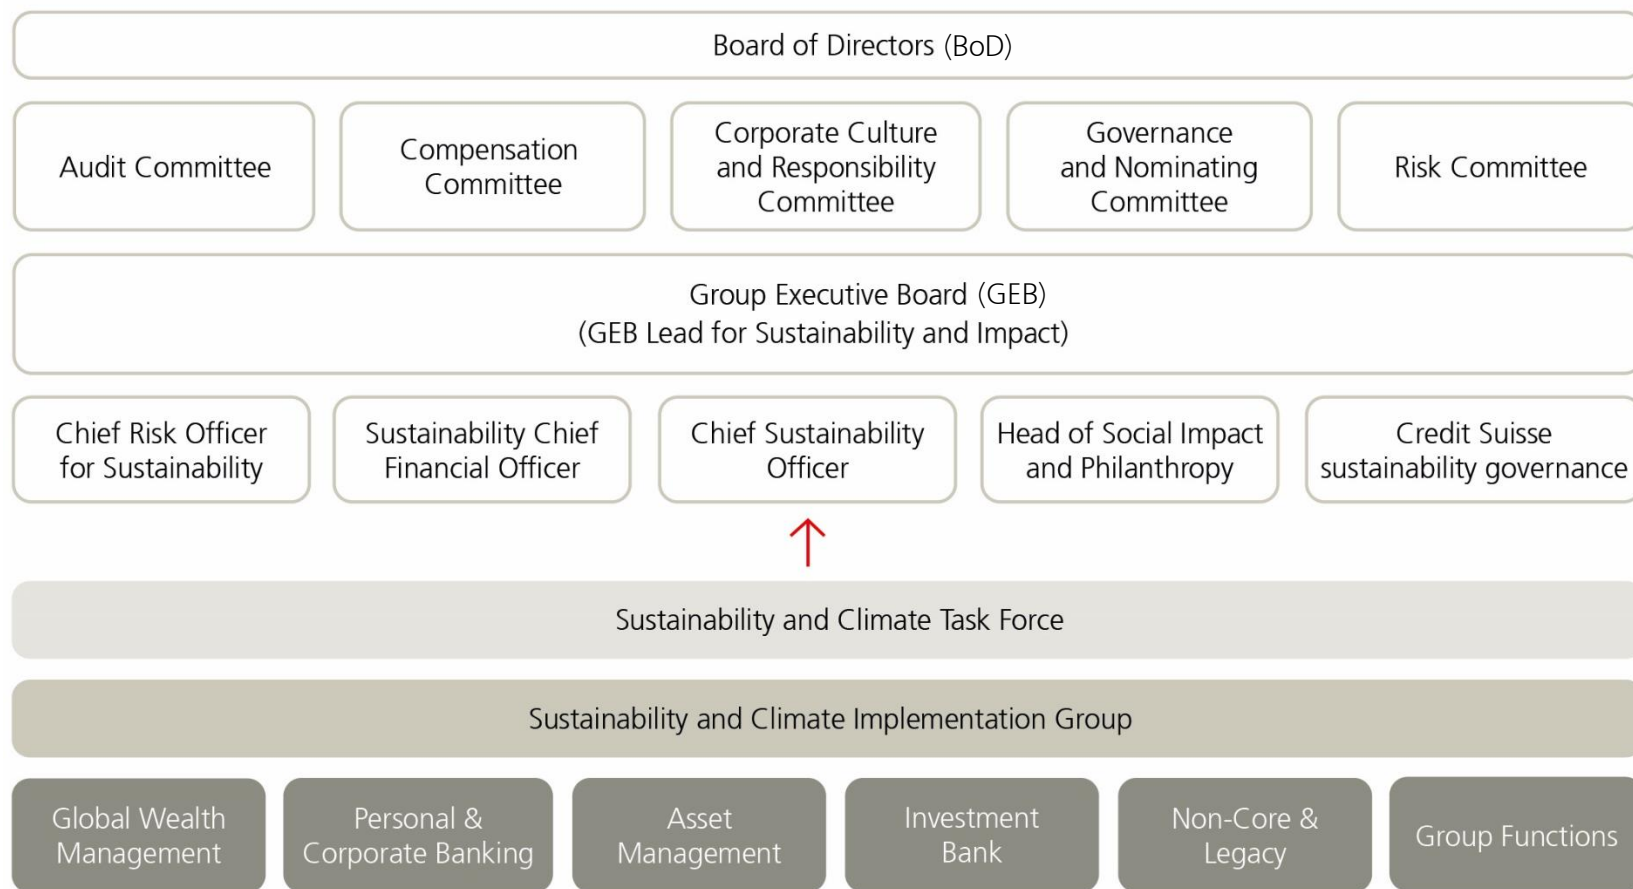 Board of Directors (BoD)
Audit Committee
Compensation
Committee
Corporate Culture
and Responsibility
Committee
Governance
and Nominating
Committee
Risk Committee
Group Executive Board (GEB)
(GEB Lead for Sustainability and Impact)
Chief Risk Officer
for Sustainability
Sustainability Chief
Financial Officer
Chief Sustainability
Officer
Head of Social Impact
and Philanthropy
Credit Suisse
sustainability governance
Sustainability and Climate Task Force
Sustainability and Climate Implementation Group
Global Wealth
Management
Personal &
Corporate Banking
Asset
Management
Investment
Bank
Non-Core &
Legacy
Group Functions